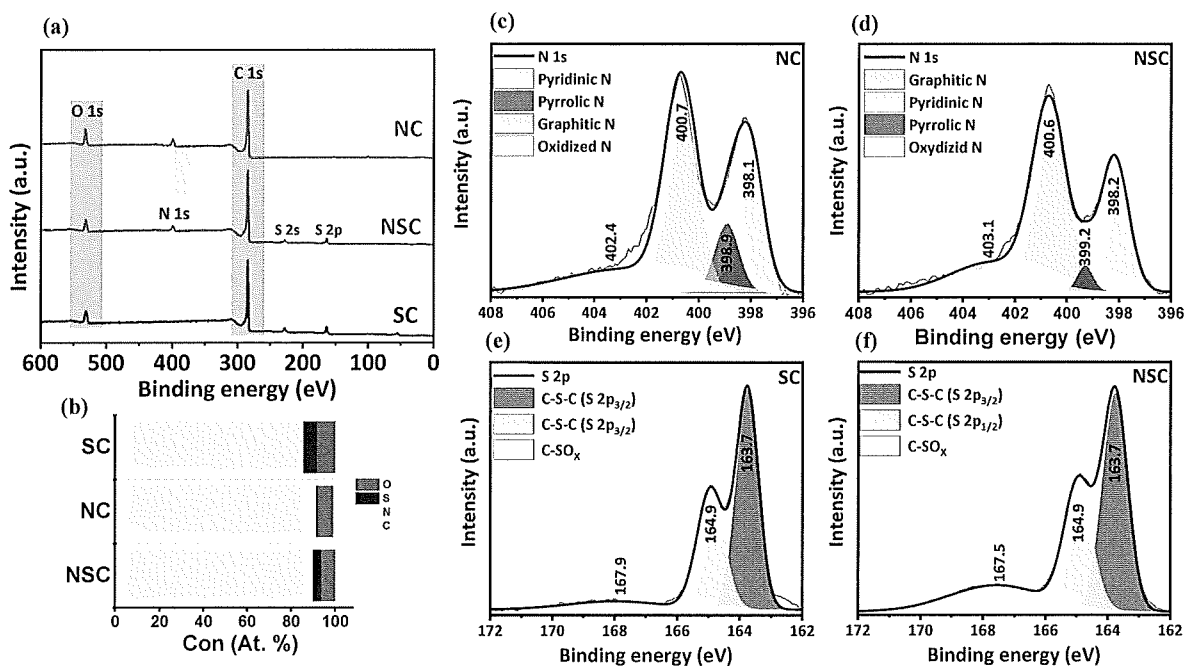 (a)
O 1s
C 1s
NC
N 1s
S 2s
S 2p
NSC
SC
Intensity (a.u.)
600
500
400
300
200
100
0
Binding energy (eV)
(b)
SC
NC
NSC
O
S
N
C
0
20
40
60
80
100
Con (At. %)
(c)
N 1s
Pyridinic N
Pyrrolic N
Graphitic N
Oxidized N
NC
400.7
398.1
398.9
402.4
Intensity (a.u.)
408
406
404
402
400
398
396
Binding energy (eV)
(d)
N 1s
Graphitic N
Pyridinic N
Pyrrolic N
Oxydizid N
NSC
400.6
398.2
399.2
403.1
Intensity (a.u.)
408
406
404
402
400
398
396
Binding energy (eV)
(e)
S 2p
C-S-C (S 2p3/2)
C-S-C (S 2p3/2)
C-SOx
SC
163.7
164.9
167.9
Intensity (a.u.)
172
170
168
166
164
162
Binding energy (eV)
(f)
S 2p
C-S-C (S 2p3/2)
C-S-C (S 2p1/2)
C-SOx
NSC
163.7
164.9
167.5
Intensity (a.u.)
172
170
168
166
164
162
Binding energy (eV)